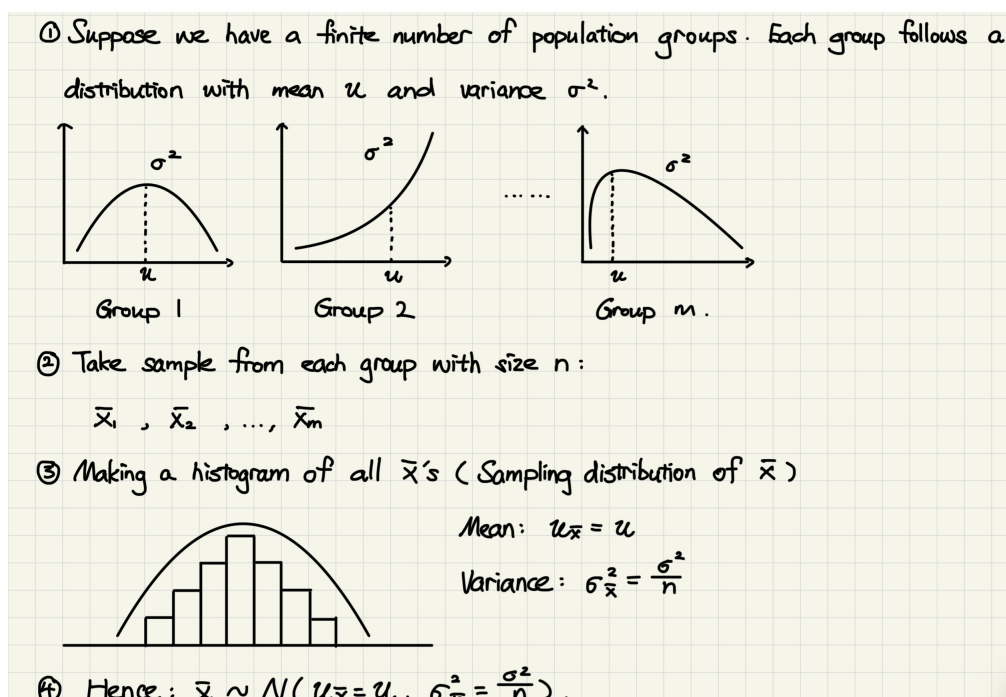 ① Suppose we have a finite number of population groups. Each group follows a
distribution with mean u and variance σ².
σ² σ² ...... σ²
u u u
Group 1 Group 2 Group m.
② Take sample from each group with size n:
x̄₁ , x̄₂ , ..., x̄m
③ Making a histogram of all x̄'s (Sampling distribution of x̄)
Mean: u_x̄ = u
Variance: σ²_x̄ = σ²/n
④ Hence: x̄ ~ N(u_x̄ = u, σ²_x̄ = σ²/n).